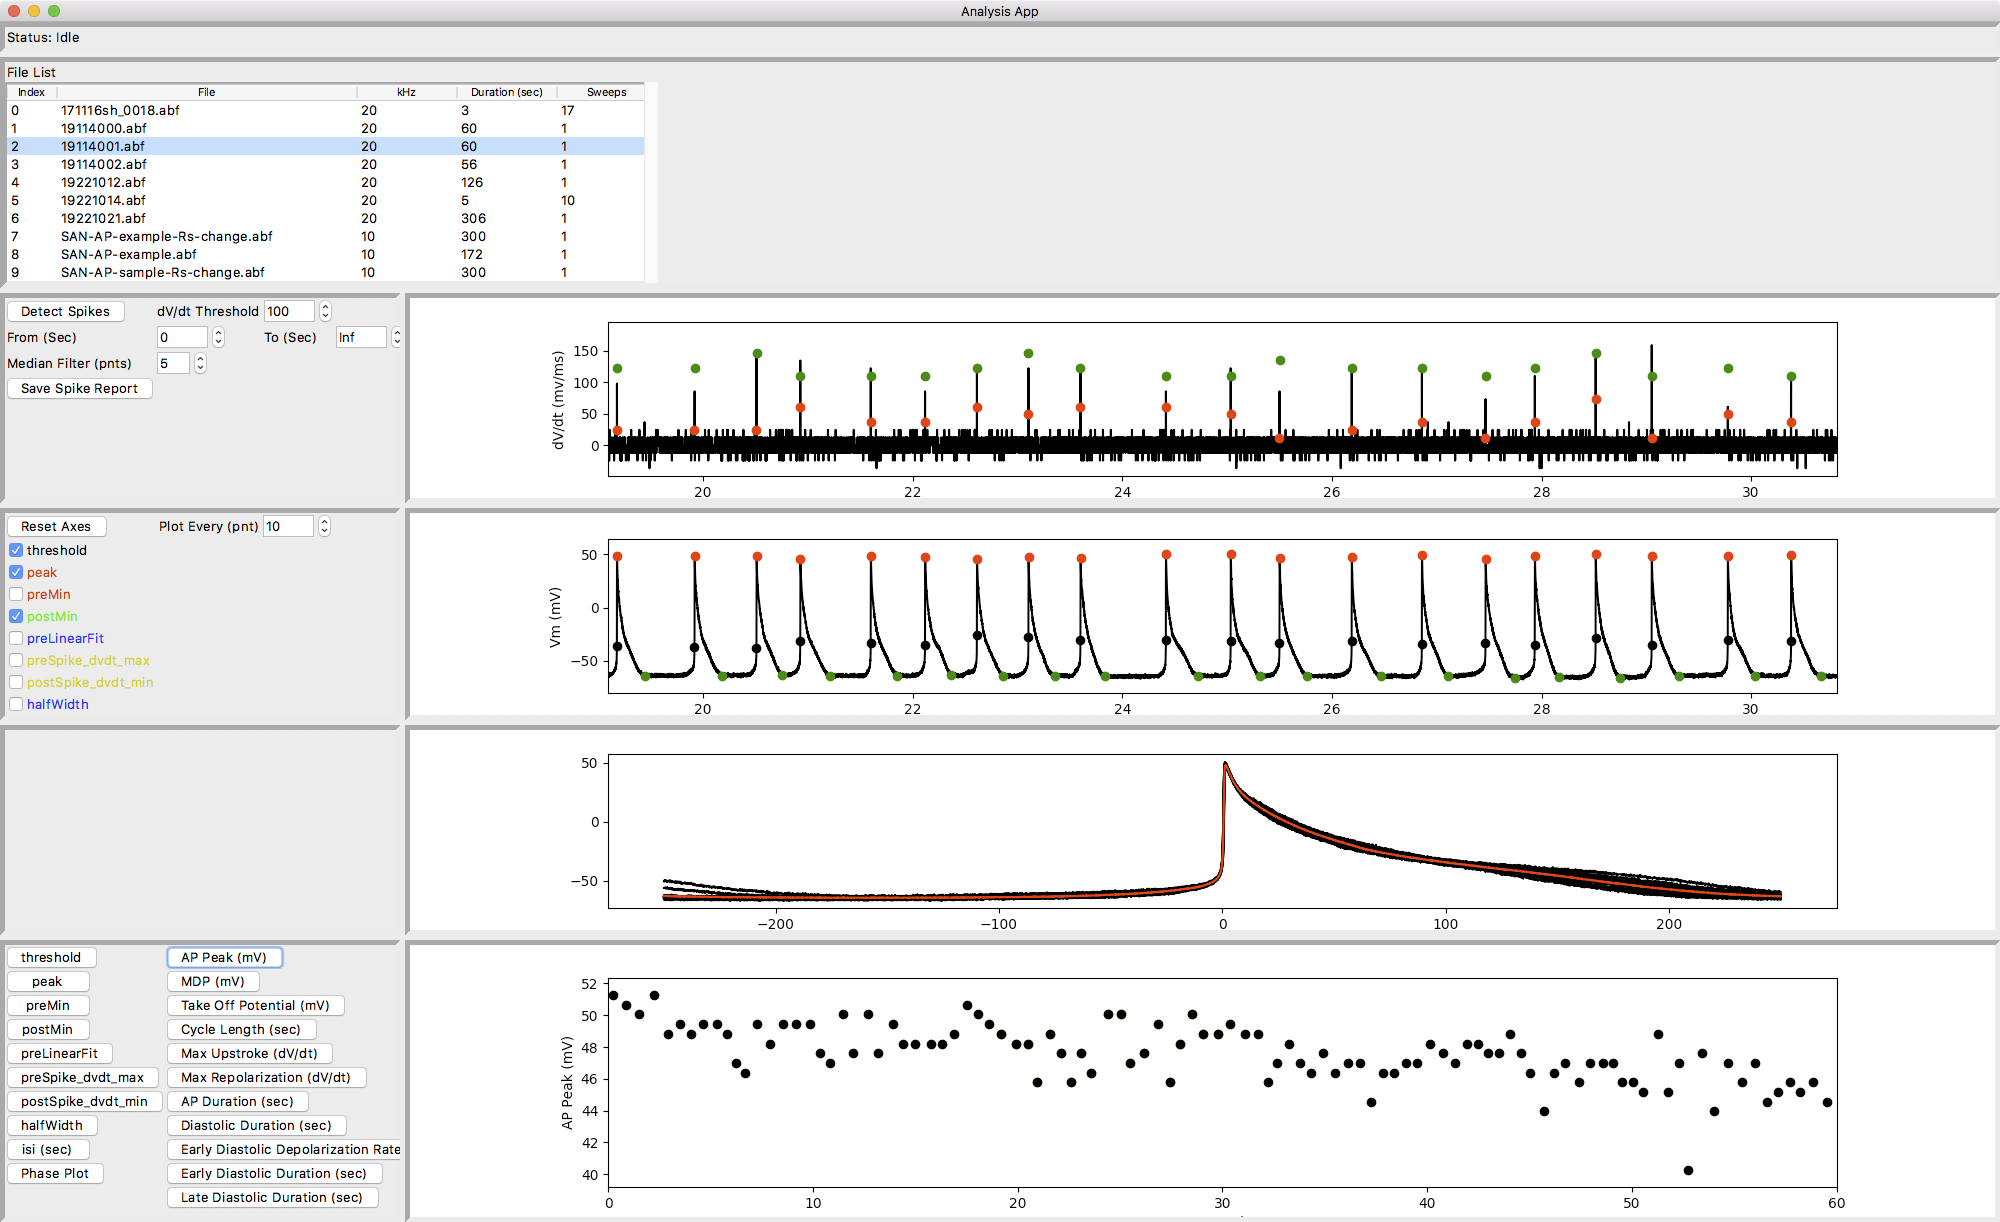 Analysis App
Status: Idle
File List
Index File kHz Duration (sec) Sweeps
0 171116sh_0018.abf 20 3 17
1 19114000.abf 20 60 1
2 19114001.abf 20 60 1
3 19114002.abf 20 56 1
4 19221012.abf 20 126 1
5 19221014.abf 20 5 10
6 19221021.abf 20 306 1
7 SAN-AP-example-Rs-change.abf 10 300 1
8 SAN-AP-example.abf 10 172 1
9 SAN-AP-sample-Rs-change.abf 10 300 1
Detect Spikes dV/dt Threshold 100
From (Sec) 0 To (Sec) Inf
Median Filter (pnts) 5
Save Spike Report
dV/dt (mv/ms)
150
100
50
0
20 22 24 26 28 30
Reset Axes Plot Every (pnt) 10
threshold
peak
preMin
postMin
preLinearFit
preSpike_dvdt_max
postSpike_dvdt_min
halfWidth
Vm (mV)
50
0
−50
20 22 24 26 28 30
50
0
−50
−200 −100 0 100 200
threshold AP Peak (mV)
peak MDP (mV)
preMin Take Off Potential (mV)
postMin Cycle Length (sec)
preLinearFit Max Upstroke (dV/dt)
preSpike_dvdt_max Max Repolarization (dV/dt)
postSpike_dvdt_min AP Duration (sec)
halfWidth Diastolic Duration (sec)
isi (sec) Early Diastolic Depolarization Rate
Phase Plot Early Diastolic Duration (sec)
Late Diastolic Duration (sec)
AP Peak (mV)
52
50
48
46
44
42
40
0 10 20 30 40 50 60